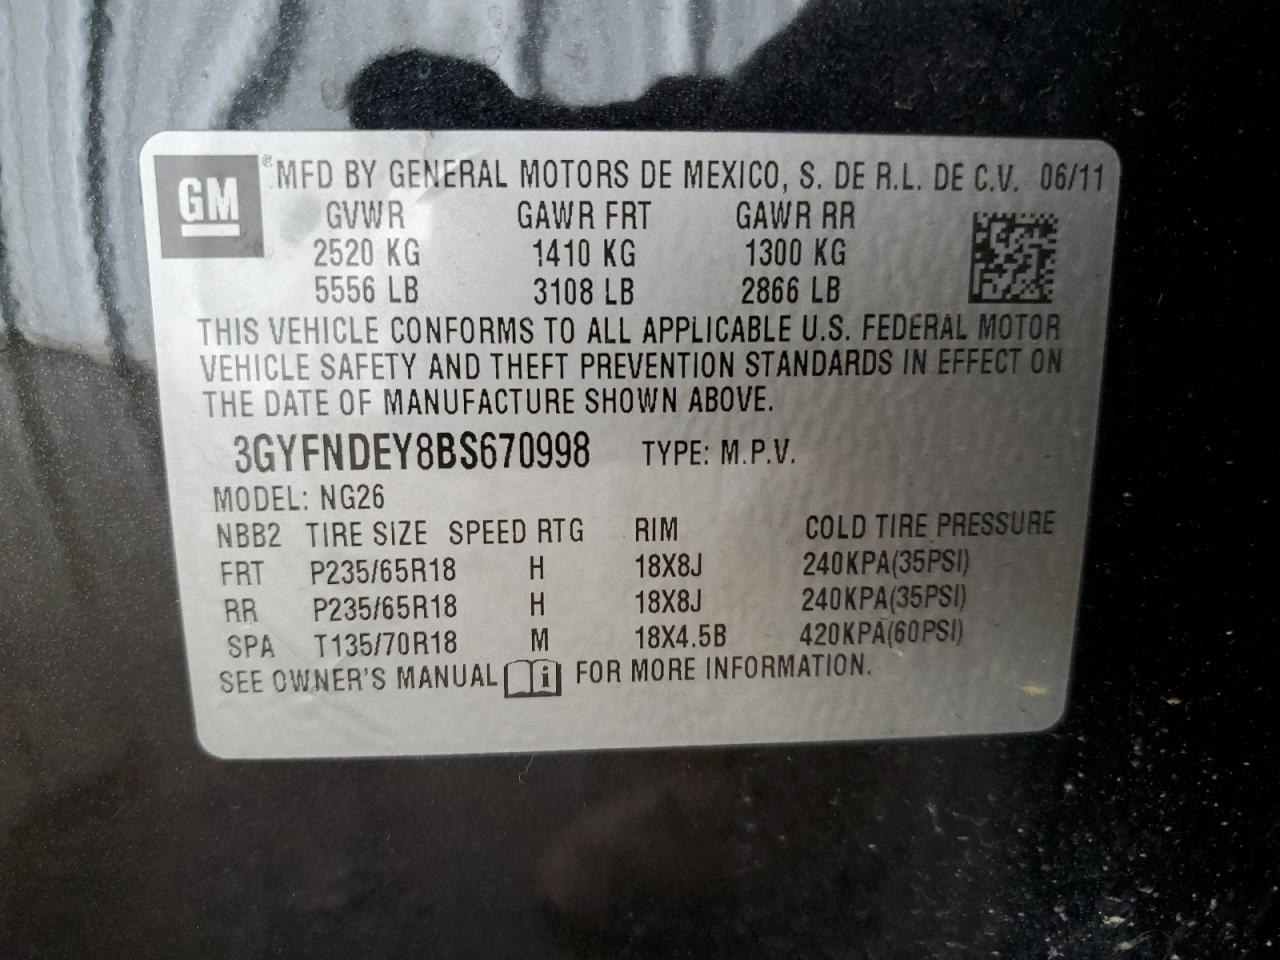 GM
® MFD BY GENERAL MOTORS DE MEXICO, S. DE R.L. DE C.V. 06/11
GVWR GAWR FRT GAWR RR
2520 KG 1410 KG 1300 KG
5556 LB 3108 LB 2866 LB
THIS VEHICLE CONFORMS TO ALL APPLICABLE U.S. FEDERAL MOTOR
VEHICLE SAFETY AND THEFT PREVENTION STANDARDS IN EFFECT ON
THE DATE OF MANUFACTURE SHOWN ABOVE.
3GYFNDEY8BS670998 TYPE: M.P.V.
MODEL: NG26
NBB2 TIRE SIZE SPEED RTG RIM COLD TIRE PRESSURE
FRT P235/65R18 H 18X8J 240KPA(35PSI)
RR P235/65R18 H 18X8J 240KPA(35PSI)
SPA T135/70R18 M 18X4.5B 420KPA(60PSI)
SEE OWNER'S MANUAL i FOR MORE INFORMATION.